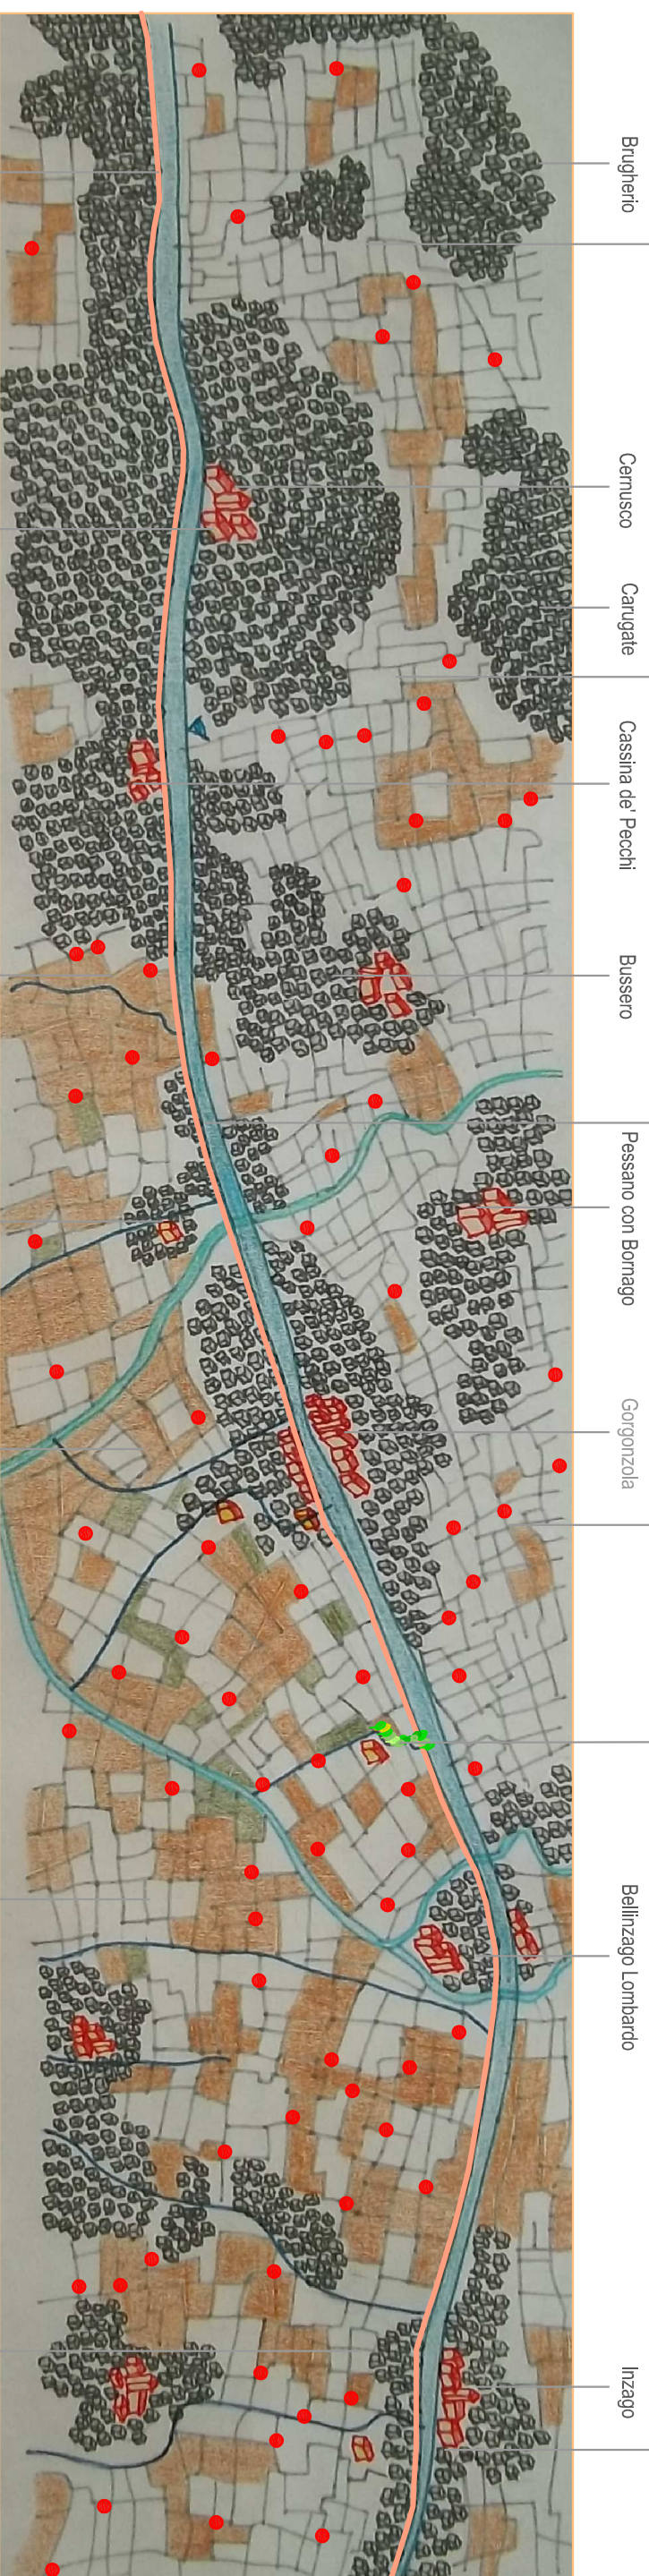 Brugherio
Cernusco
Carugate
Cassina de' Pecchi
Bussero
Pessano con Bornago
Gorgonzola
Bellinzago Lombardo
Inzago